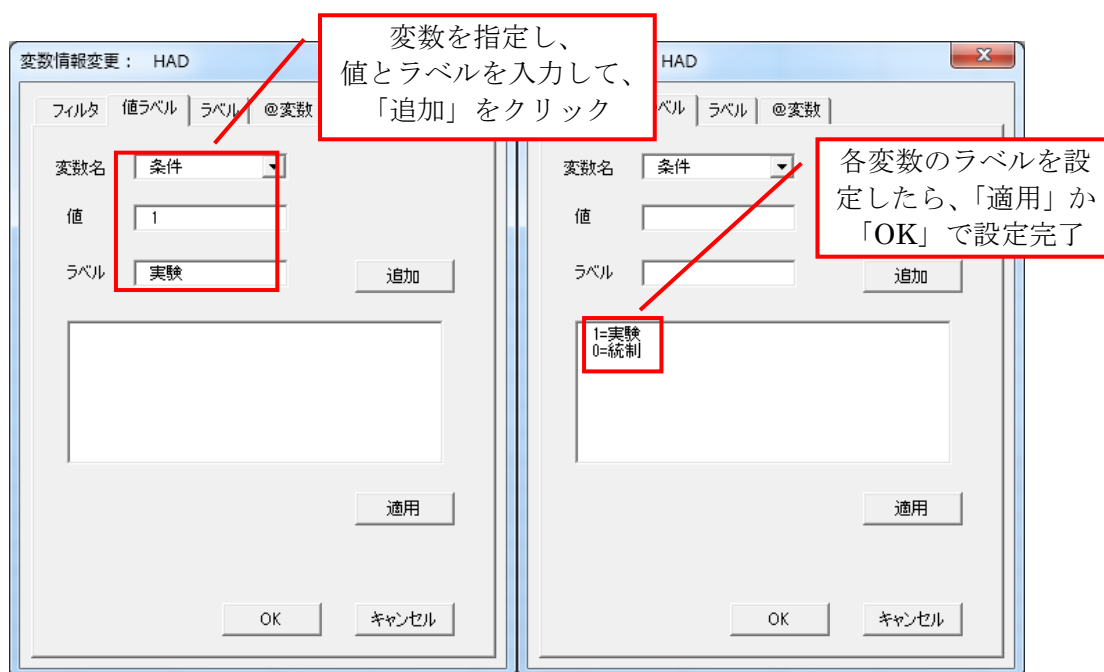 変数を指定し、
値とラベルを入力して、
「追加」をクリック
変数情報変更： HAD
フィルタ 値ラベル ラベル @変数
変数名 条件
値 1
ラベル 実験 追加
適用
OK キャンセル
HAD
ラベル @変数
各変数のラベルを設
定したら、「適用」か
「OK」で設定完了
変数名 条件
値
ラベル 追加
1=実験
0=統制
適用
OK キャンセル